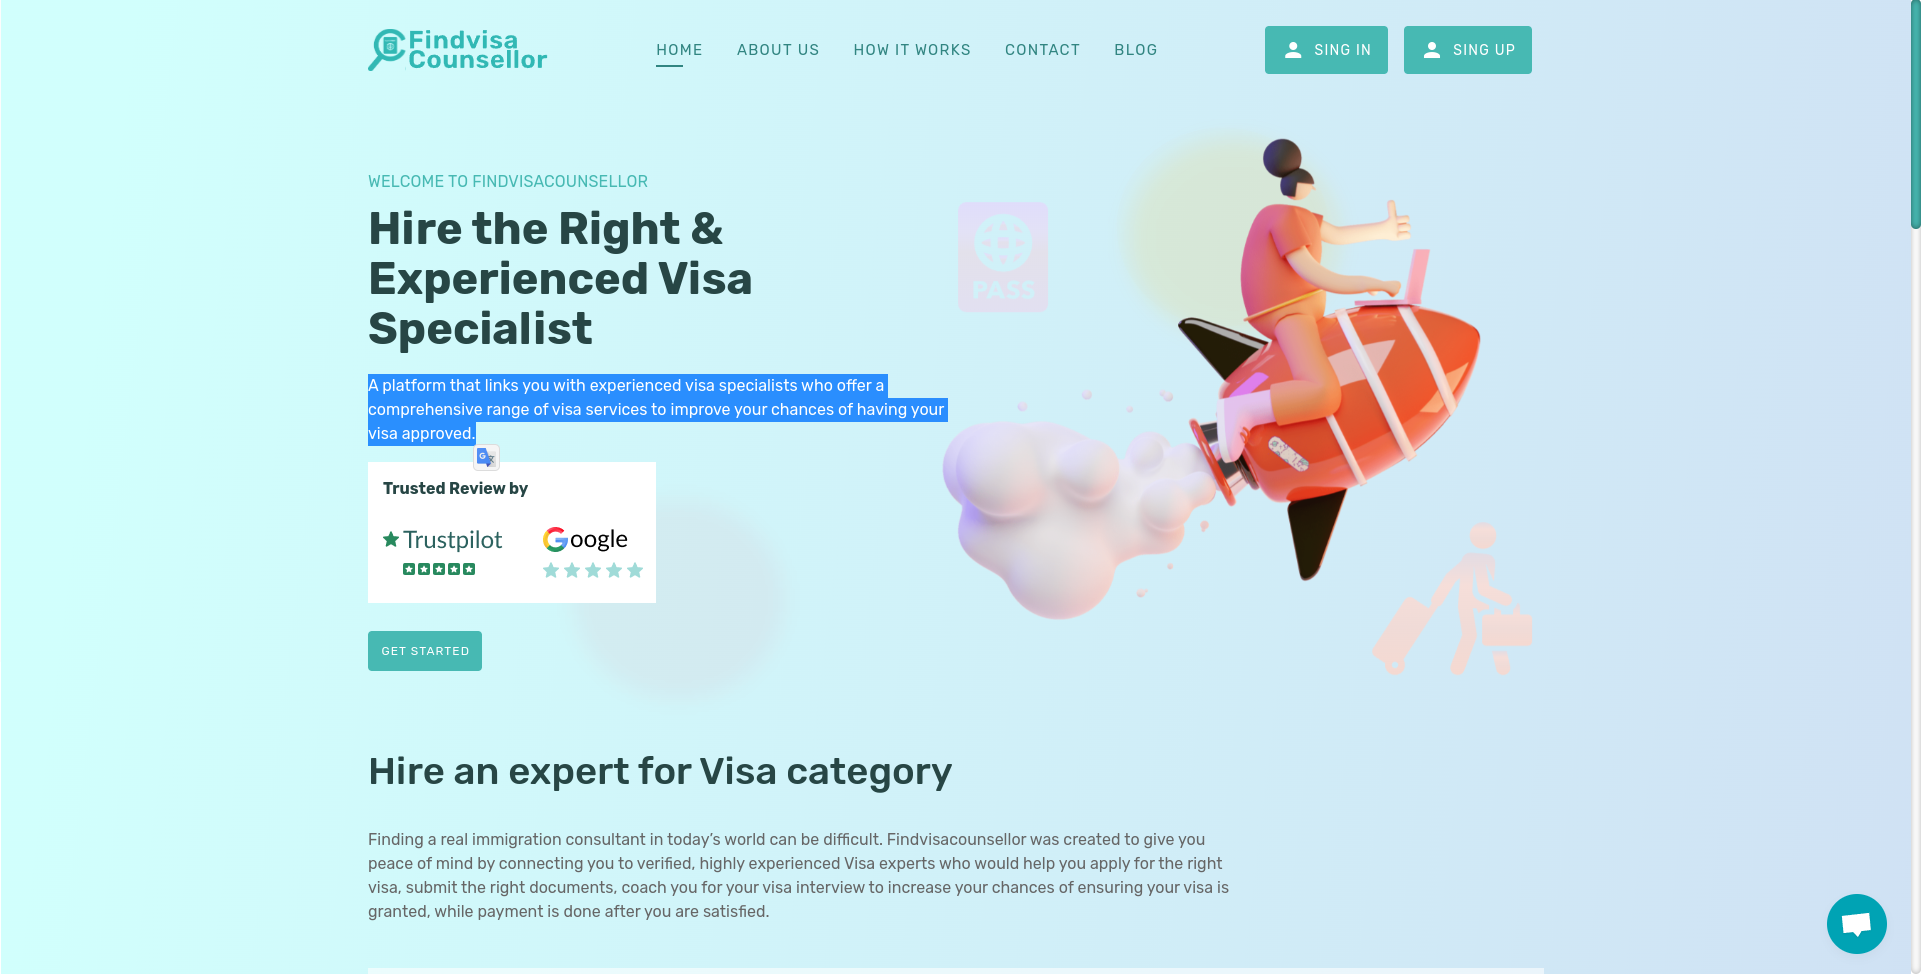 Findvisa
Counsellor
HOME ABOUT US HOW IT WORKS CONTACT BLOG
SING IN SING UP
WELCOME TO FINDVISACOUNSELLOR
Hire the Right &
Experienced Visa
Specialist
PASS
A platform that links you with experienced visa specialists who offer a
comprehensive range of visa services to improve your chances of having your
visa approved.
Trusted Review by
Trustpilot Google
GET STARTED
Hire an expert for Visa category
Finding a real immigration consultant in today’s world can be difficult. Findvisacounsellor was created to give you
peace of mind by connecting you to verified, highly experienced Visa experts who would help you apply for the right
visa, submit the right documents, coach you for your visa interview to increase your chances of ensuring your visa is
granted, while payment is done after you are satisfied.